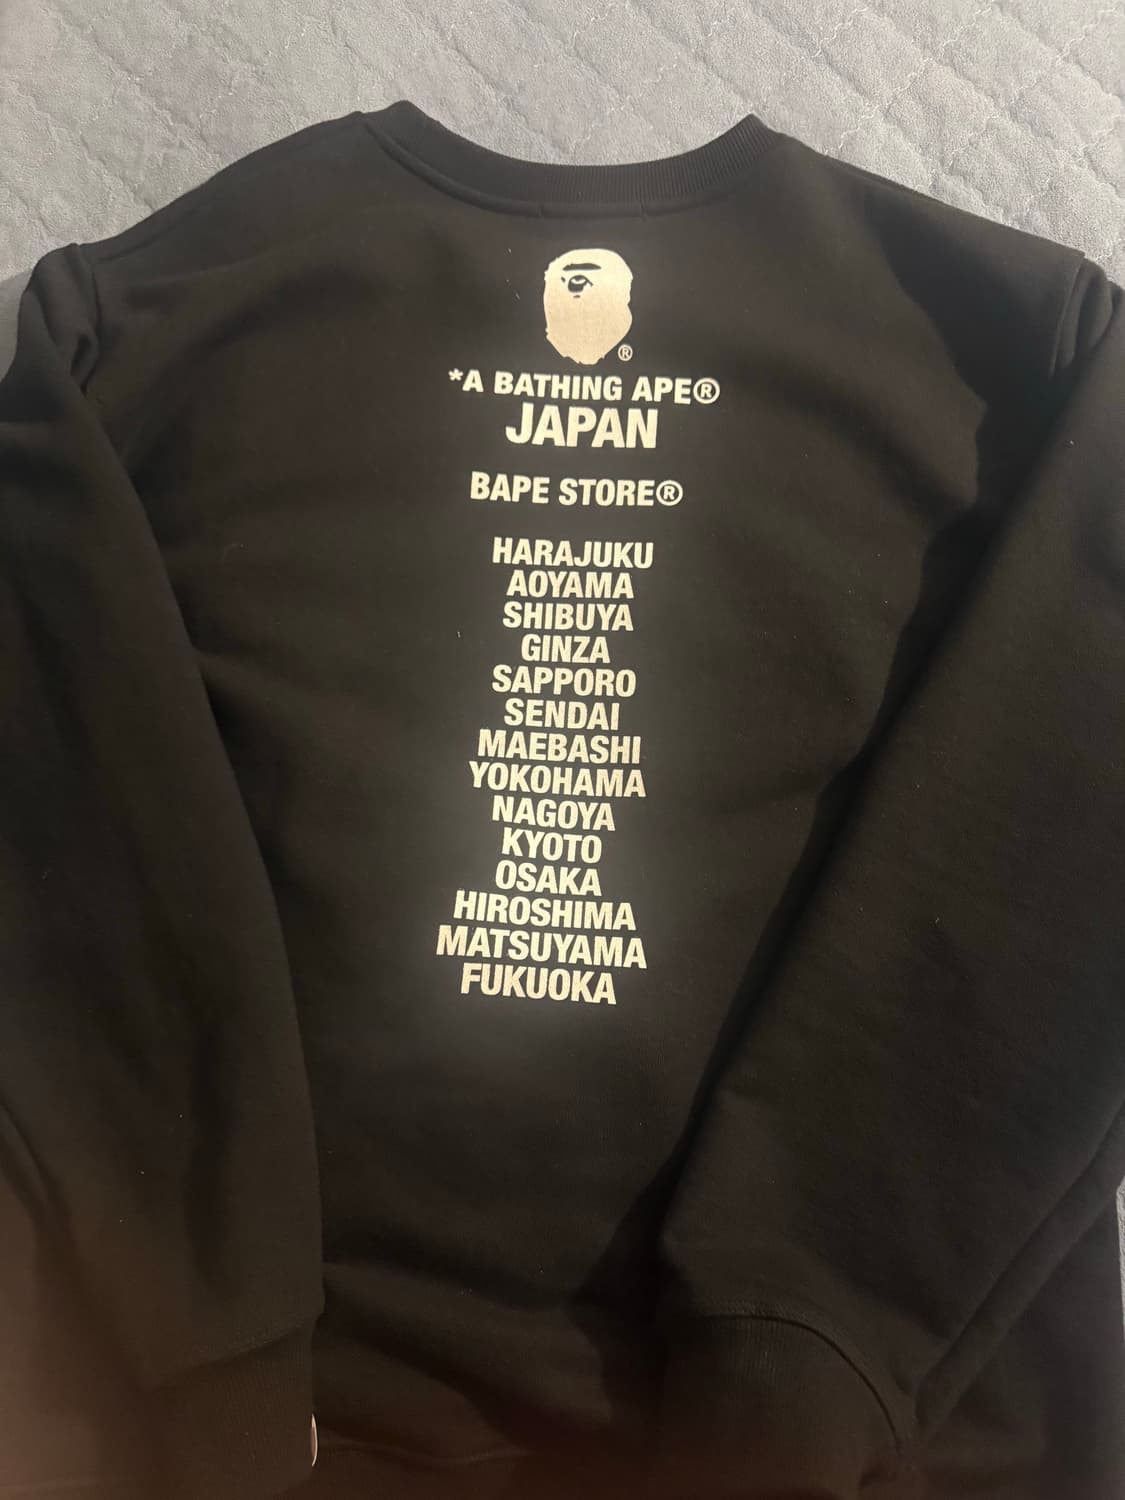 ®
*A BATHING APE®
JAPAN
BAPE STORE®
HARAJUKU
AOYAMA
SHIBUYA
GINZA
SAPPORO
SENDAI
MAEBASHI
YOKOHAMA
NAGOYA
KYOTO
OSAKA
HIROSHIMA
MATSUYAMA
FUKUOKA